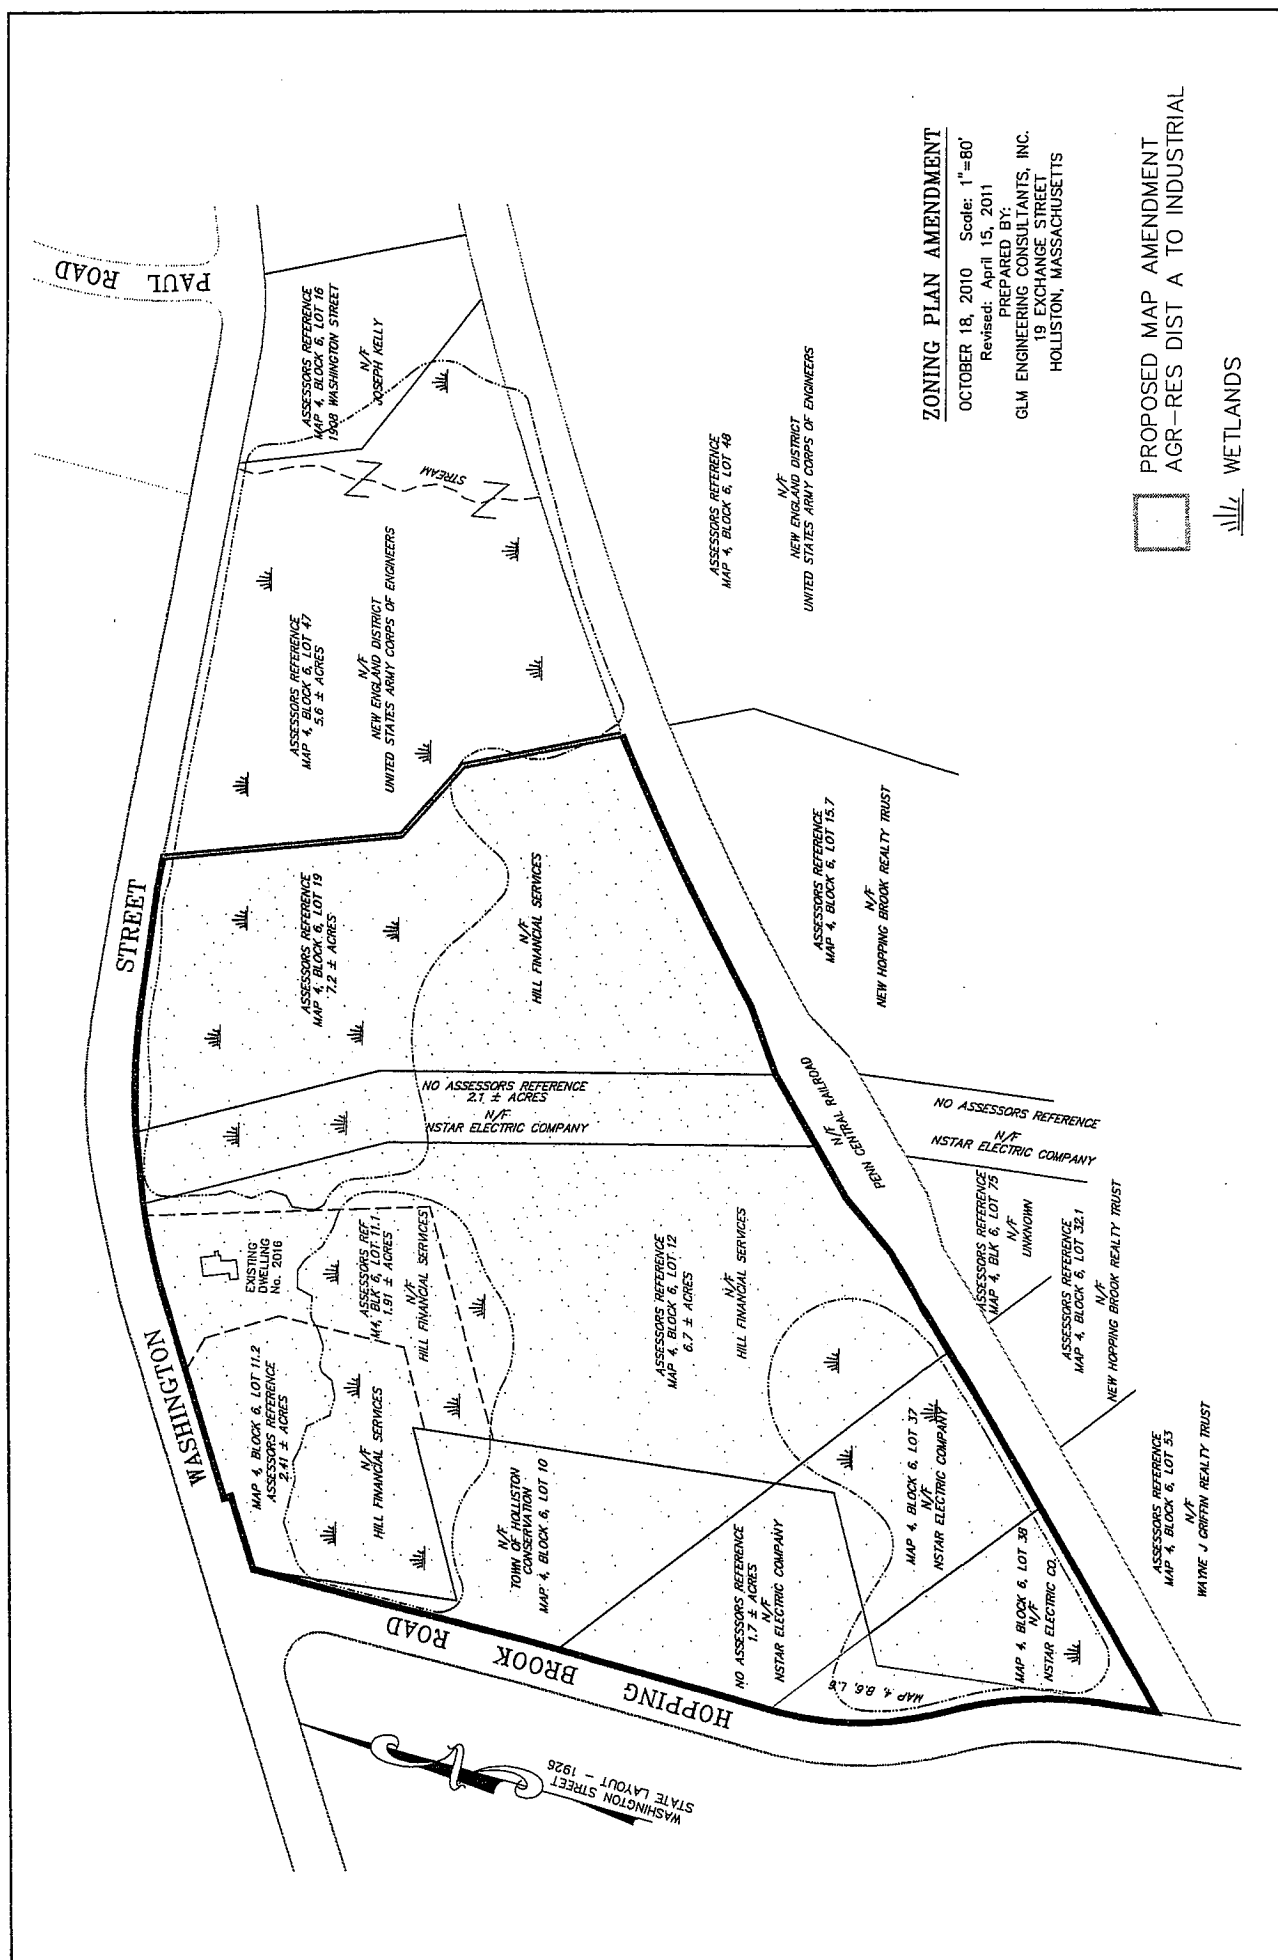 PAUL ROAD
WASHINGTON STREET
HOPPING BROOK ROAD
WASHINGTON STREET
STATE LAYOUT - 1926
ASSESSORS REFERENCE
MAP 4, BLOCK 6, LOT 16
1908 WASHINGTON STREET
N/F
JOSEPH KELLY
STREAM
ASSESSORS REFERENCE
MAP 4, BLOCK 6, LOT 47
5.6 ± ACRES
N/F
NEW ENGLAND DISTRICT
UNITED STATES ARMY CORPS OF ENGINEERS
ASSESSORS REFERENCE
MAP 4, BLOCK 6, LOT 19
7.2 ± ACRES
N/F
HILL FINANCIAL SERVICES
NO ASSESSORS REFERENCE
2.1 ± ACRES
N/F
NSTAR ELECTRIC COMPANY
EXISTING
DWELLING
No. 2016
ASSESSORS REF
M4, BLK 6, LOT 11.1
1.91 ± ACRES
N/F
HILL FINANCIAL SERVICES
MAP 4, BLOCK 6, LOT 11.2
ASSESSORS REFERENCE
2.41 ± ACRES
N/F
HILL FINANCIAL SERVICES
ASSESSORS REFERENCE
MAP 4, BLOCK 6, LOT 12
6.7 ± ACRES
N/F
HILL FINANCIAL SERVICES
N/F
TOWN OF HOLLISTON
CONSERVATION
MAP 4, BLOCK 6, LOT 10
NO ASSESSORS REFERENCE
1.7 ± ACRES
N/F
NSTAR ELECTRIC COMPANY
MAP 4, BLOCK 6, LOT 37
N/F
NSTAR ELECTRIC COMPANY
MAP 4, BLOCK 6, LOT 38
N/F
NSTAR ELECTRIC CO.
MAP 4, B.6, L.6
N/F
PENN CENTRAL RAILROAD
ASSESSORS REFERENCE
MAP 4, BLOCK 6, LOT 48
N/F
NEW ENGLAND DISTRICT
UNITED STATES ARMY CORPS OF ENGINEERS
ASSESSORS REFERENCE
MAP 4, BLOCK 6, LOT 15.7
N/F
NEW HOPPING BROOK REALTY TRUST
NO ASSESSORS REFERENCE
N/F
NSTAR ELECTRIC COMPANY
ASSESSORS REFERENCE
MAP 4, BLK 6, LOT 75
N/F
UNKNOWN
ASSESSORS REFERENCE
MAP 4, BLOCK 6, LOT 32.1
N/F
NEW HOPPING BROOK REALTY TRUST
ASSESSORS REFERENCE
MAP 4, BLOCK 6, LOT 53
N/F
WAYNE J GRIFFIN REALTY TRUST
ZONING PLAN AMENDMENT
OCTOBER 18, 2010 Scale: 1"=80'
Revised: April 15, 2011
PREPARED BY:
GLM ENGINEERING CONSULTANTS, INC.
19 EXCHANGE STREET
HOLLISTON, MASSACHUSETTS
PROPOSED MAP AMENDMENT
AGR-RES DIST A TO INDUSTRIAL
WETLANDS